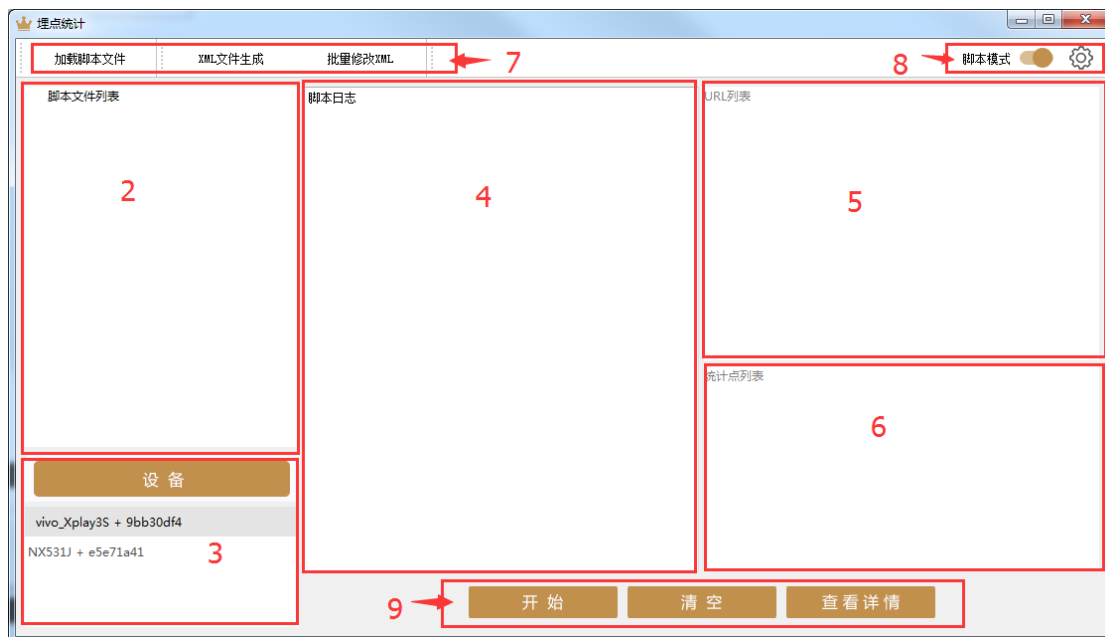 埋点统计
加载脚本文件 XML文件生成 批量修改XML 7 8 脚本模式
脚本文件列表 脚本日志 URL列表
2 4 5
统计点列表
6
设备
vivo_Xplay3S + 9bb30df4
NX531J + e5e71a41 3
9 开始 清空 查看详情